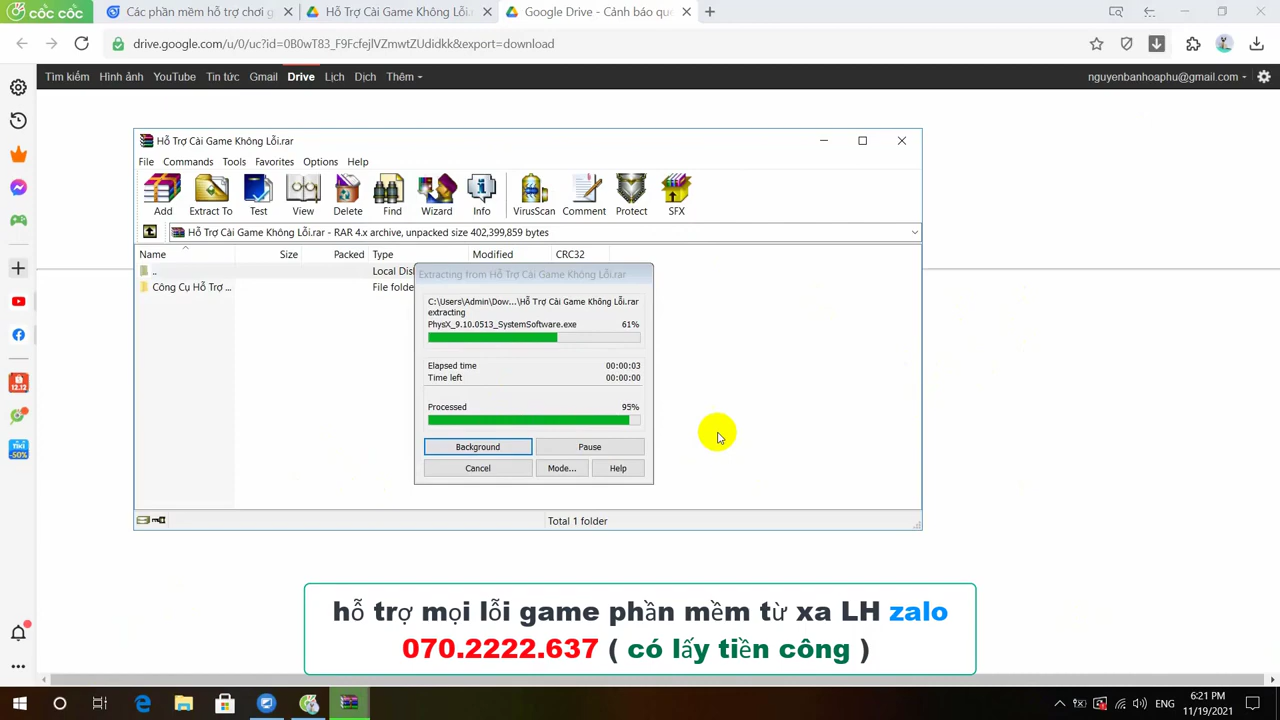 cốc cốc
Các phần mềm hỗ trợ chơi g
Hỗ Trợ Cài Game Không Lỗi.r
Google Drive - Cảnh báo qu
drive.google.com/u/0/uc?id=0B0wT83_F9FcfejlVZmwtZUdidkk&export=download
Tìm kiếm Hình ảnh YouTube Tin tức Gmail Drive Lịch Dịch Thêm
nguyenbanhoaphu@gmail.com
Hỗ Trợ Cài Game Không Lỗi.rar
File Commands Tools Favorites Options Help
Add Extract To Test View Delete Find Wizard Info VirusScan Comment Protect SFX
Hỗ Trợ Cài Game Không Lỗi.rar - RAR 4.x archive, unpacked size 402,399,859 bytes
Name Size Packed Type Modified CRC32
.. Local Dis
Công Cụ Hỗ Trợ ... File folde
Extracting from Hỗ Trợ Cài Game Không Lỗi.rar
C:\Users\Admin\Dow...\Hỗ Trợ Cài Game Không Lỗi.rar
extracting
PhysX_9.10.0513_SystemSoftware.exe 61%
Elapsed time 00:00:03
Time left 00:00:00
Processed 95%
Background Pause
Cancel Mode... Help
Total 1 folder
12.12
tiki
-50%
hỗ trợ mọi lỗi game phần mềm từ xa LH zalo
070.2222.637 ( có lấy tiền công )
ENG
6:21 PM
11/19/2021